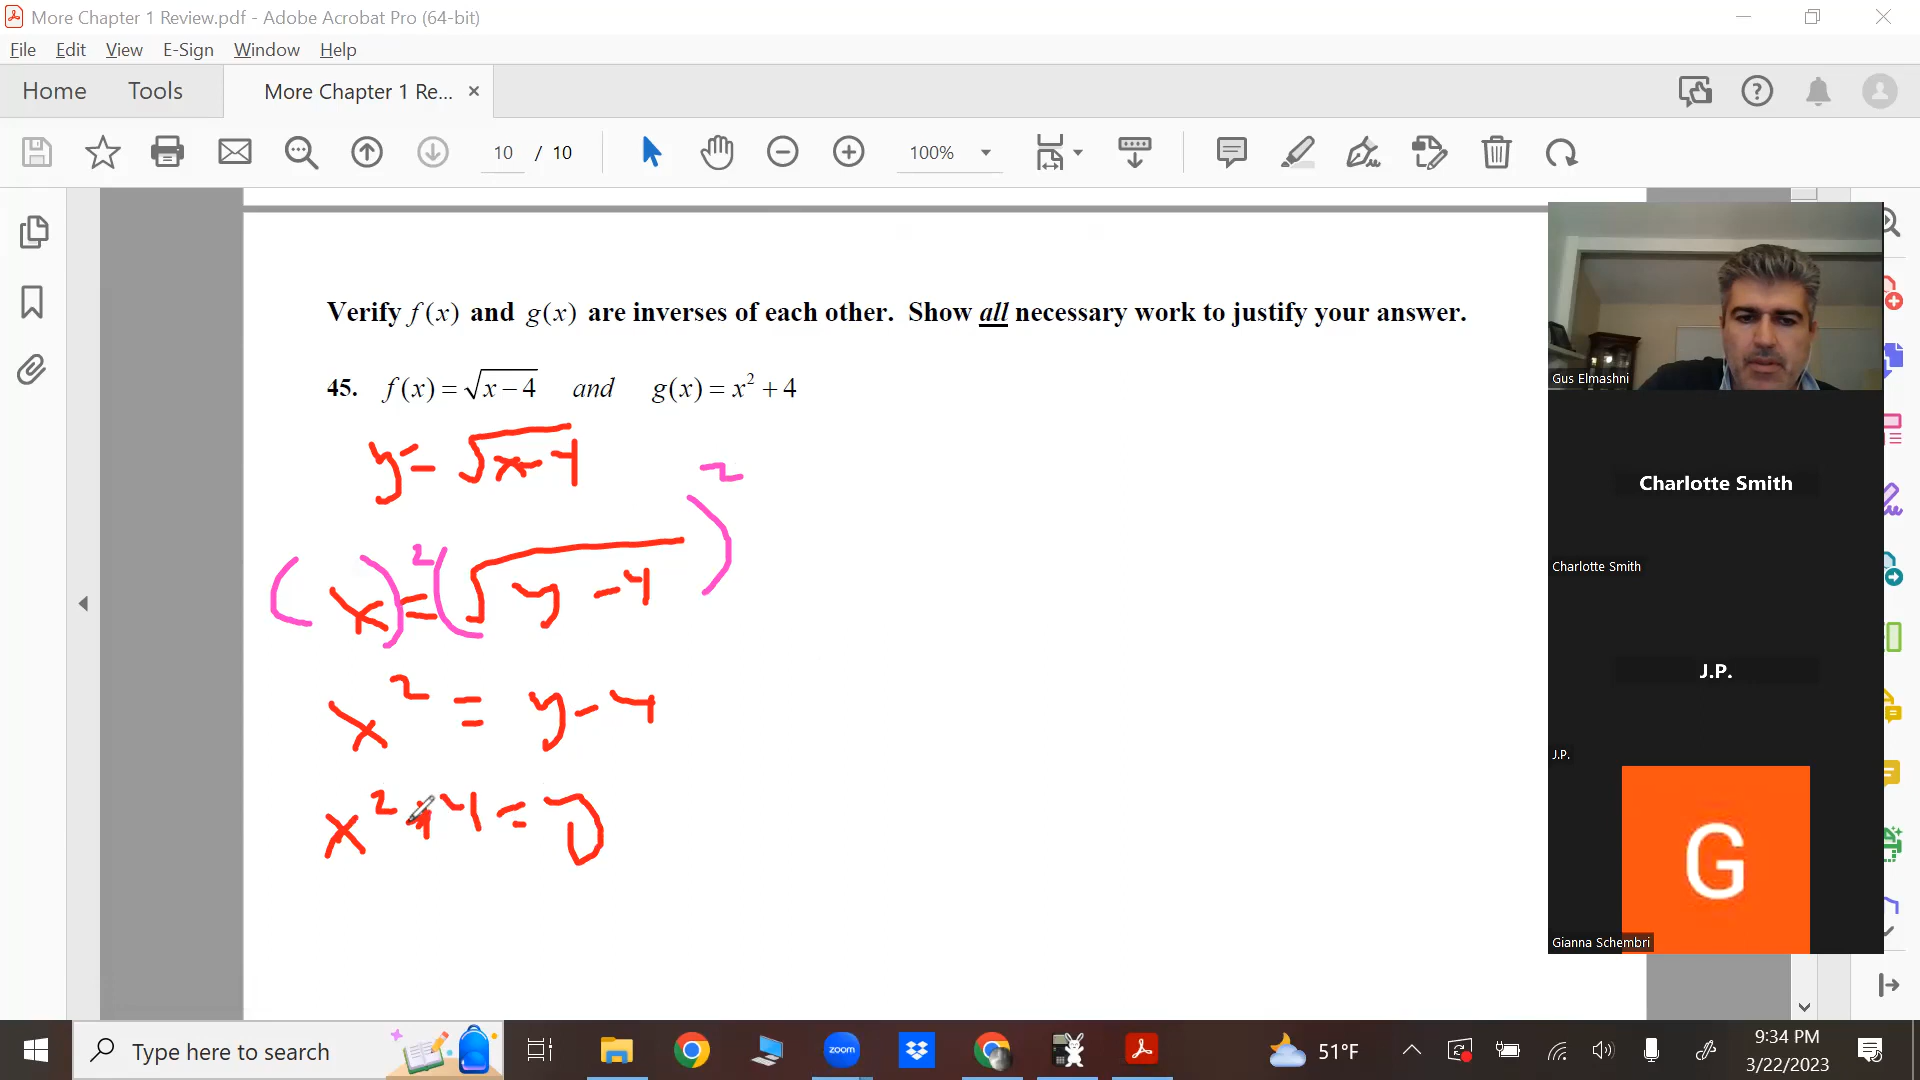 More Chapter 1 Review.pdf - Adobe Acrobat Pro (64-bit)
File Edit View E-Sign Window Help
Home Tools More Chapter 1 Re... ×
10 / 10 100%
Verify f(x) and g(x) are inverses of each other. Show all necessary work to justify your answer.
45. f(x) = √(x − 4) and g(x) = x² + 4
y = √(x-4)
(x)² = (√(y - 4))²
x² = y - 4
x² + 4 = y
Gus Elmashni
Charlotte Smith
Charlotte Smith
J.P.
J.P.
G
Gianna Schembri
Type here to search
zoom
51°F
9:34 PM
3/22/2023